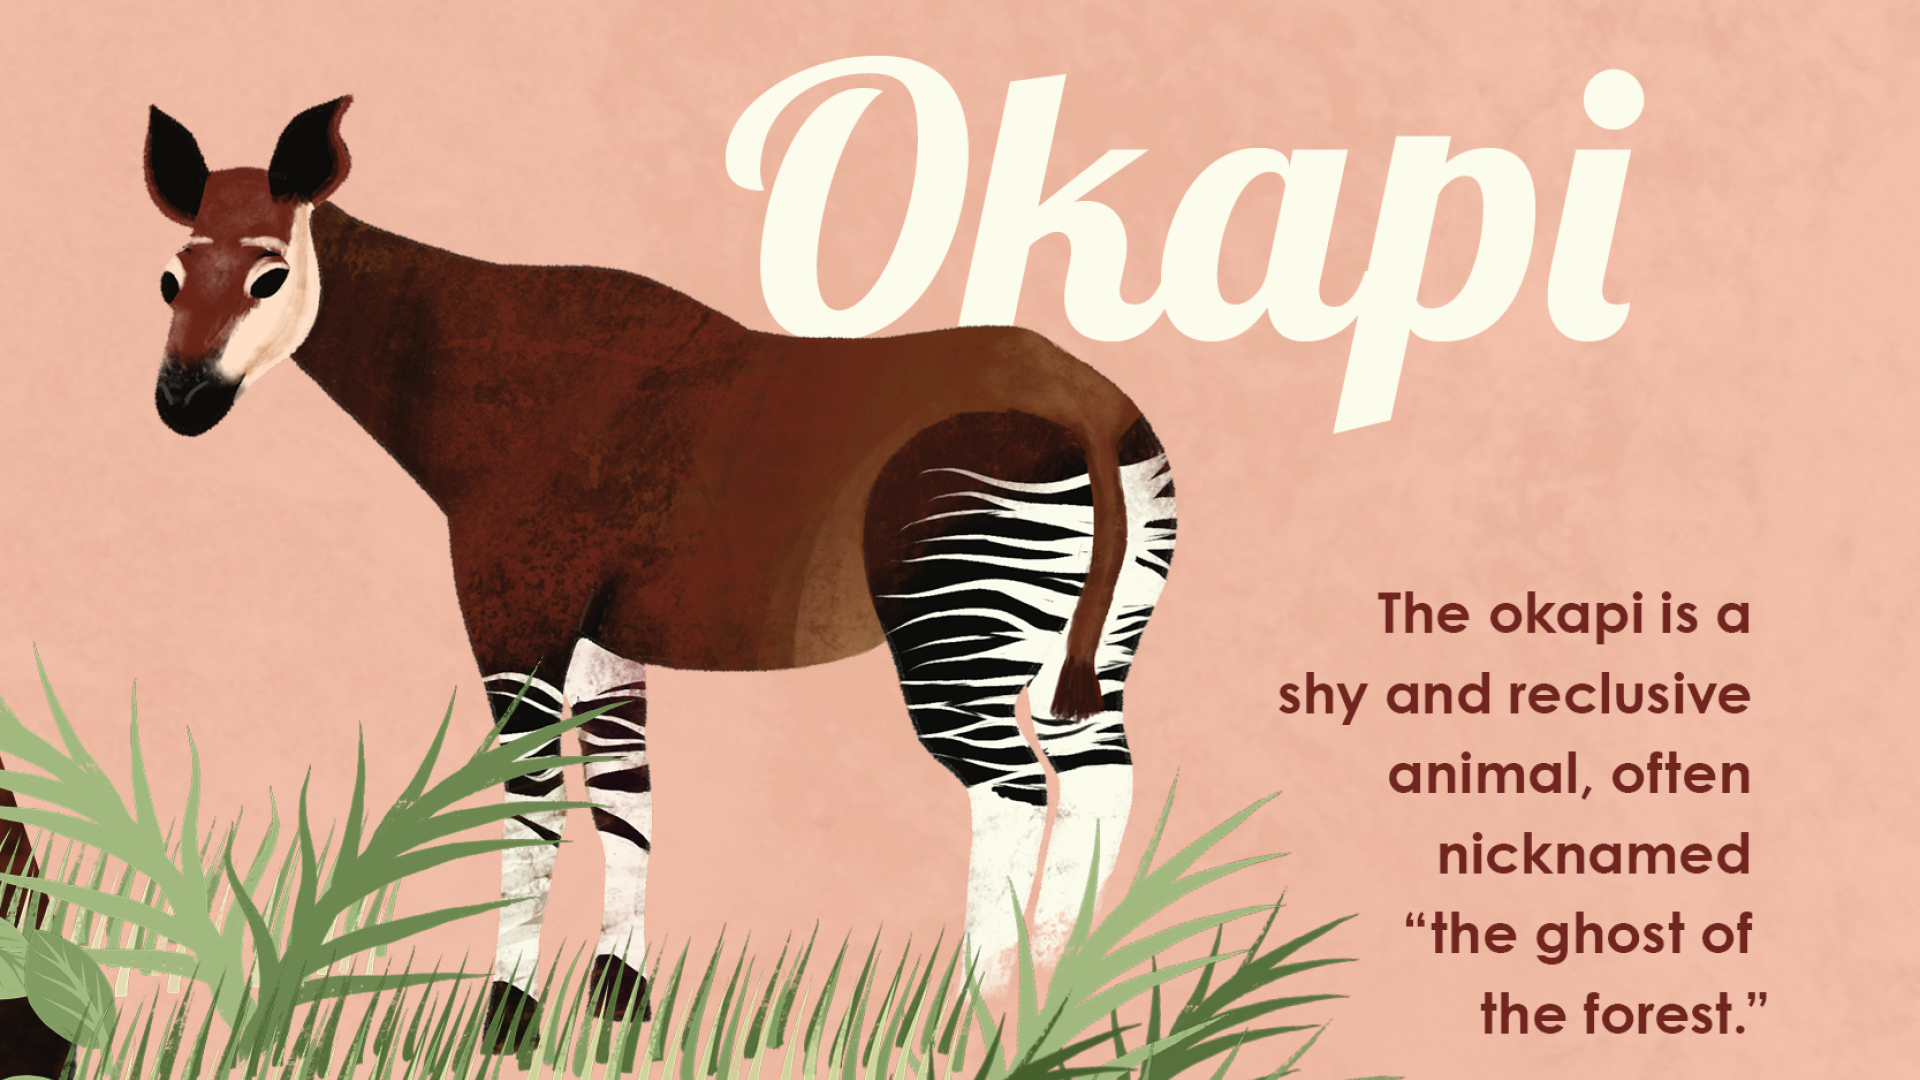 Okapi
The okapi is a
shy and reclusive
animal, often
nicknamed
“the ghost of
the forest.”